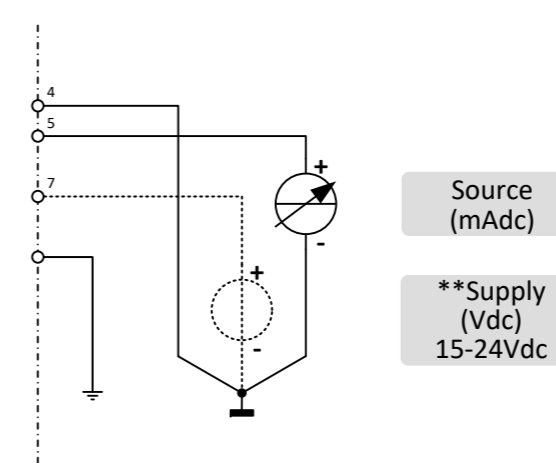 4
5
7
+
-
+
-
Source
(mAdc)
**Supply
(Vdc)
15-24Vdc